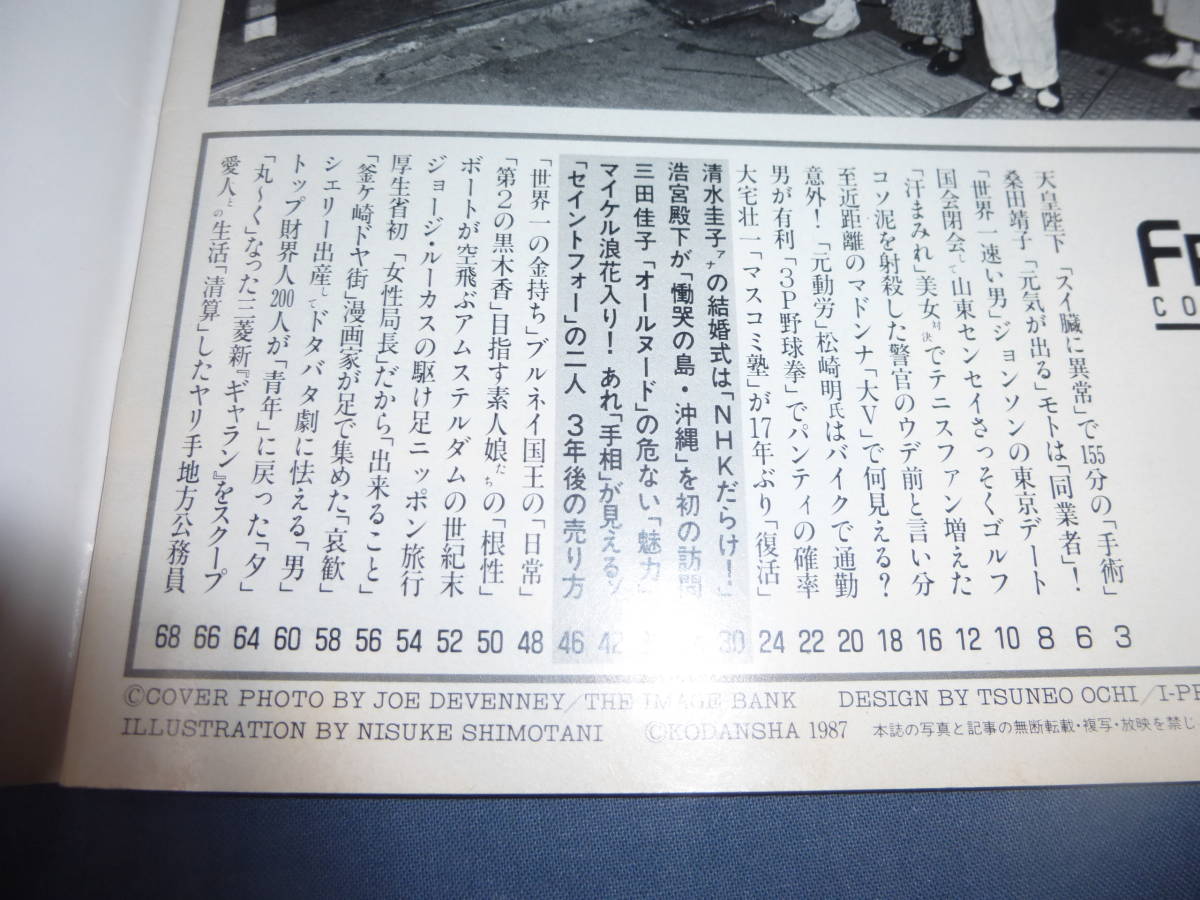 FR
CO
天皇陛下 「スイ臓に異常」で155分の「手術」 3
桑田靖子「元気が出る」モトは「同業者」! 6
「世界一速い男」ジョンソンの東京デート 8
国会閉会して山東センセイさっそくゴルフ 10
「汗まみれ」美女対決でテニスファン増えた 12
コソ泥を射殺した警官のウデ前と言い分 16
至近距離のマドンナ「大V」で何見える? 18
意外!「元動労」松崎明氏はバイクで通勤 20
男が有利「3P野球拳」でパンティの確率 22
大宅壮一「マスコミ塾」が17年ぶり「復活」 24
清水圭子アナの結婚式は「NHKだらけ!」 30
浩宮殿下が「慟哭の島・沖縄」を初の訪問
三田佳子「オールヌード」の危ない「魅力」
マイケル浪花入り! あれ「手相」が見えるッ 42
「セイントフォー」の二人 3年後の売り方 46
「世界一の金持ち」ブルネイ国王の「日常」 48
「第2の黒木香」目指す素人娘たちの「根性」 50
ボートが空飛ぶアムステルダムの世紀末 52
ジョージ・ルーカスの駆け足ニッポン旅行 54
厚生省初「女性局長」だから「出来ること」 56
「釜ヶ崎ドヤ街」漫画家が足で集めた「哀歓」 58
シェリー出産してドタバタ劇に怯える「男」 60
トップ財界人200人が「青年」に戻った「夕」 64
「丸〜く」なった三菱新『ギャラン』をスクープ 66
愛人との生活「清算」したヤリ手地方公務員 68
©COVER PHOTO BY JOE DEVENNEY/THE IMAGE BANK DESIGN BY TSUNEO OCHI/I-PR
ILLUSTRATION BY NISUKE SHIMOTANI ©KODANSHA 1987 本誌の写真と記事の無断転載・複写・放映を禁じ